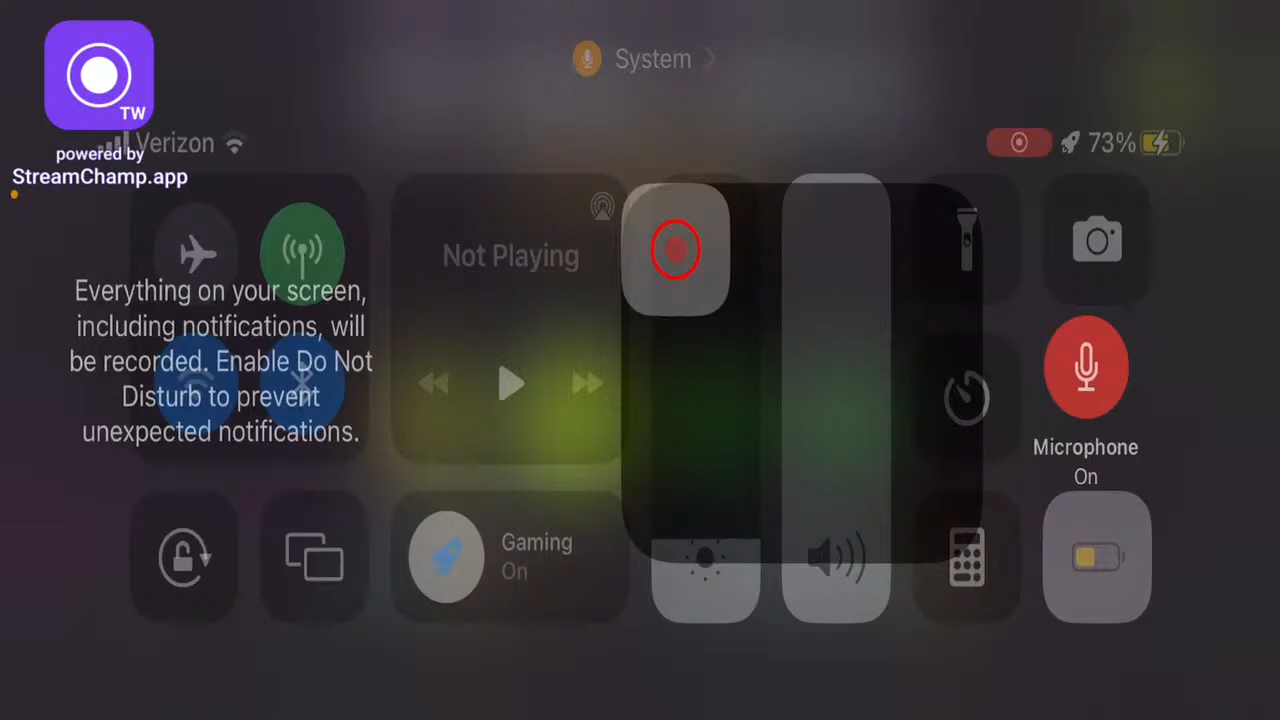 System
TW
powered by
StreamChamp.app
Verizon
73%
Not Playing
Everything on your screen,
including notifications, will
be recorded. Enable Do Not
Disturb to prevent
unexpected notifications.
Microphone
On
Gaming
On